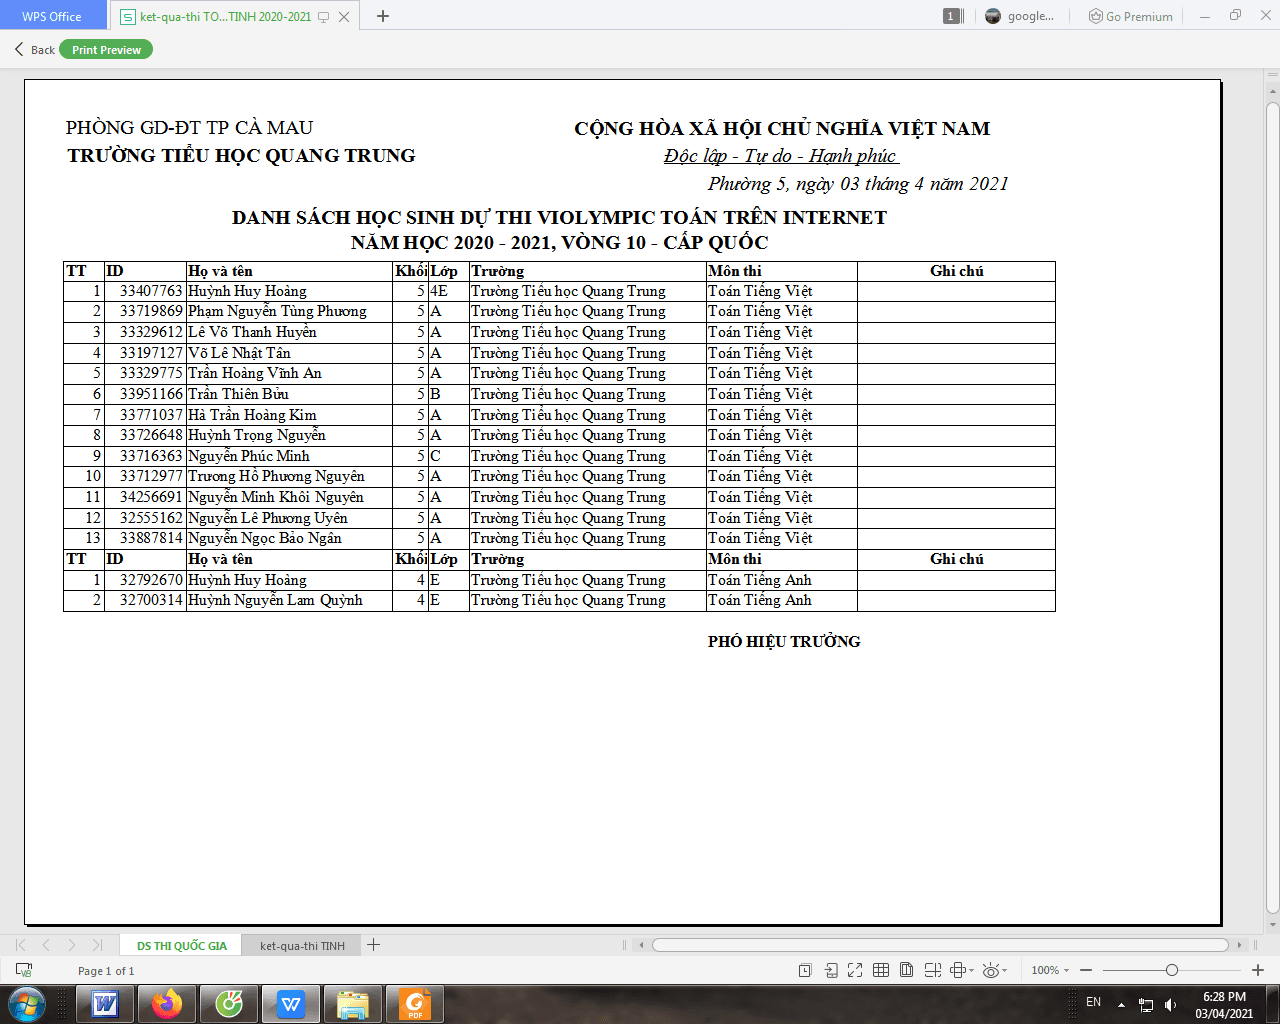 WPS Office
ket-qua-thi TO...TINH 2020-2021
1
google...
Go Premium
Back
Print Preview
PHÒNG GD-ĐT TP CÀ MAU
CỘNG HÒA XÃ HỘI CHỦ NGHĨA VIỆT NAM
TRƯỜNG TIỂU HỌC QUANG TRUNG
Độc lập - Tự do - Hạnh phúc
Phường 5, ngày 03 tháng 4 năm 2021
DANH SÁCH HỌC SINH DỰ THI VIOLYMPIC TOÁN TRÊN INTERNET
NĂM HỌC 2020 - 2021, VÒNG 10 - CẤP QUỐC
TT ID Họ và tên Khối Lớp Trường Môn thi Ghi chú
1 33407763 Huỳnh Huy Hoàng 5 4E Trường Tiểu học Quang Trung Toán Tiếng Việt
2 33719869 Phạm Nguyễn Tùng Phương 5 A Trường Tiểu học Quang Trung Toán Tiếng Việt
3 33329612 Lê Võ Thanh Huyền 5 A Trường Tiểu học Quang Trung Toán Tiếng Việt
4 33197127 Võ Lê Nhật Tân 5 A Trường Tiểu học Quang Trung Toán Tiếng Việt
5 33329775 Trần Hoàng Vĩnh An 5 A Trường Tiểu học Quang Trung Toán Tiếng Việt
6 33951166 Trần Thiên Bửu 5 B Trường Tiểu học Quang Trung Toán Tiếng Việt
7 33771037 Hà Trần Hoàng Kim 5 A Trường Tiểu học Quang Trung Toán Tiếng Việt
8 33726648 Huỳnh Trọng Nguyễn 5 A Trường Tiểu học Quang Trung Toán Tiếng Việt
9 33716363 Nguyễn Phúc Minh 5 C Trường Tiểu học Quang Trung Toán Tiếng Việt
10 33712977 Trương Hồ Phương Nguyên 5 A Trường Tiểu học Quang Trung Toán Tiếng Việt
11 34256691 Nguyễn Minh Khôi Nguyên 5 A Trường Tiểu học Quang Trung Toán Tiếng Việt
12 32555162 Nguyễn Lê Phương Uyên 5 A Trường Tiểu học Quang Trung Toán Tiếng Việt
13 33887814 Nguyễn Ngọc Bảo Ngân 5 A Trường Tiểu học Quang Trung Toán Tiếng Việt
TT ID Họ và tên Khối Lớp Trường Môn thi Ghi chú
1 32792670 Huỳnh Huy Hoàng 4 E Trường Tiểu học Quang Trung Toán Tiếng Anh
2 32700314 Huỳnh Nguyễn Lam Quỳnh 4 E Trường Tiểu học Quang Trung Toán Tiếng Anh
PHÓ HIỆU TRƯỞNG
DS THI QUỐC GIA
ket-qua-thi TINH
Page 1 of 1
100%
EN
6:28 PM
03/04/2021